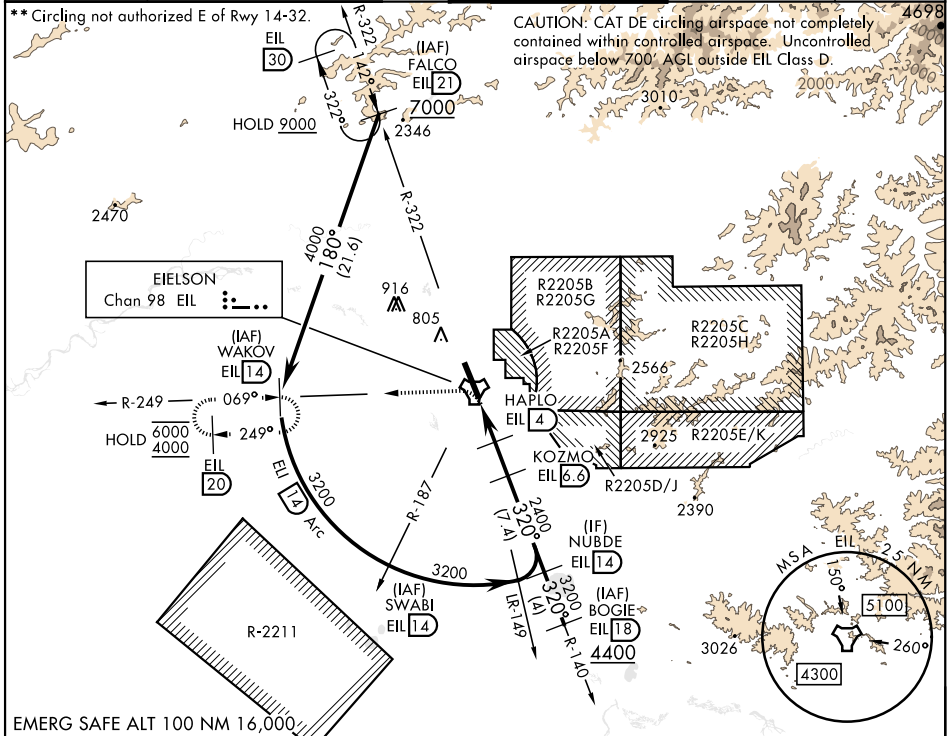 ** Circling not authorized E of Rwy 14-32.
CAUTION: CAT DE circling airspace not completely
contained within controlled airspace. Uncontrolled
airspace below 700' AGL outside EIL Class D.
4698
4000
2000
3010
R-322
EIL
30
142°
322°
(IAF)
FALCO
EIL 21
7000
HOLD 9000
2346
R-322
2470
4000
180°
(21.6)
EIELSON
Chan 98 EIL
916
805
R2205B
R2205G
R2205A
R2205F
R2205C
R2205H
2566
(IAF)
WAKOV
EIL 14
R-249
069°
249°
HOLD 6000
4000
EIL
20
HAPLO
EIL 4
KOZMO
EIL 6.6
2925
R2205E/K
R2205D/J
2390
ELI 14 Arc
3200
R-187
2400
320°
(7.4)
3200
(IF)
NUBDE
EIL 14
(IAF)
SWABI
EIL 14
LR-149
3200
320°
(4)
(IAF)
BOGIE
EIL 18
4400
R-140
R-2211
3026
MSA EIL 25 NM
150°
5100
260°
4300
EMERG SAFE ALT 100 NM 16,000